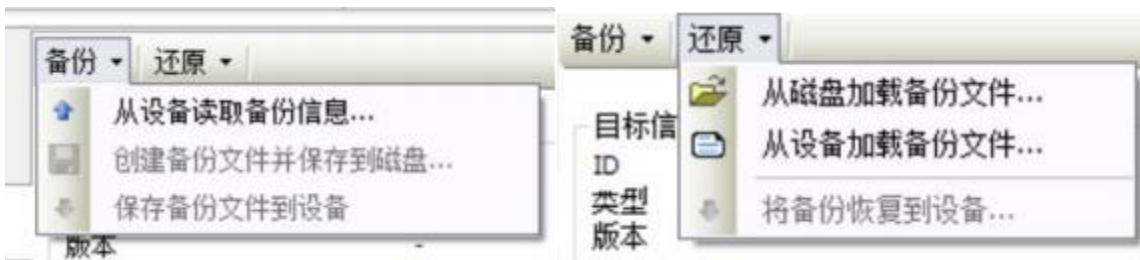 备份 还原
从设备读取备份信息...
创建备份文件并保存到磁盘...
保存备份文件到设备
版本 -
备份 还原
从磁盘加载备份文件...
从设备加载备份文件...
将备份恢复到设备...
目标信
ID
类型
版本